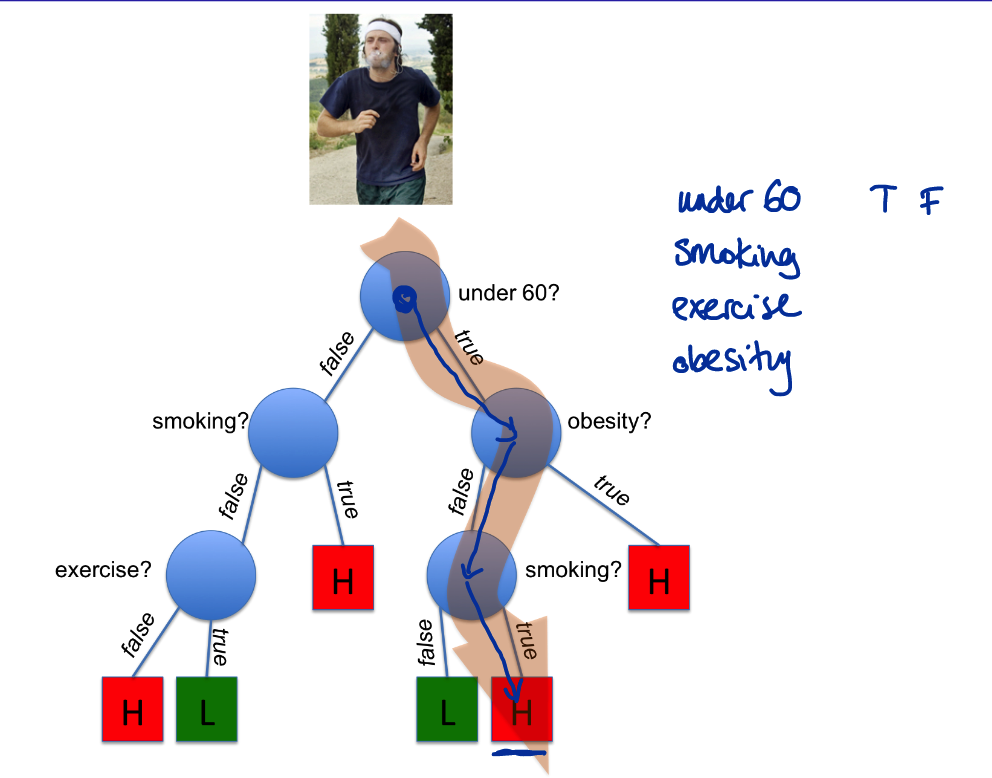 under 60 T F
smoking
exercise
obesity
under 60?
false
true
smoking?
obesity?
false
true
false
true
exercise?
H
smoking?
H
false
true
false
true
H
L
L
H